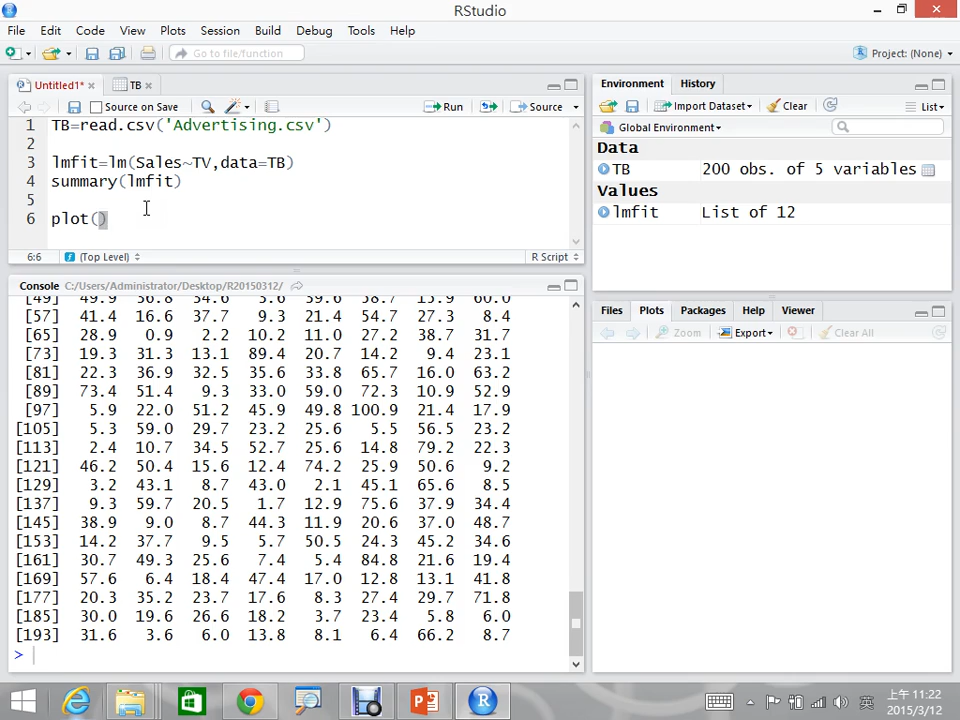 RStudio
File Edit Code View Plots Session Build Debug Tools Help
Go to file/function
Project: (None)
Untitled1*
TB
Source on Save
Run
Source
1 TB=read.csv('Advertising.csv')
2
3 lmfit=lm(Sales~TV,data=TB)
4 summary(lmfit)
5
6 plot()
6:6 (Top Level) R Script
Console C:/Users/Administrator/Desktop/R20150312/
[49] 49.9 36.8 34.6 3.6 39.6 58.7 15.9 60.0
[57] 41.4 16.6 37.7 9.3 21.4 54.7 27.3 8.4
[65] 28.9 0.9 2.2 10.2 11.0 27.2 38.7 31.7
[73] 19.3 31.3 13.1 89.4 20.7 14.2 9.4 23.1
[81] 22.3 36.9 32.5 35.6 33.8 65.7 16.0 63.2
[89] 73.4 51.4 9.3 33.0 59.0 72.3 10.9 52.9
[97] 5.9 22.0 51.2 45.9 49.8 100.9 21.4 17.9
[105] 5.3 59.0 29.7 23.2 25.6 5.5 56.5 23.2
[113] 2.4 10.7 34.5 52.7 25.6 14.8 79.2 22.3
[121] 46.2 50.4 15.6 12.4 74.2 25.9 50.6 9.2
[129] 3.2 43.1 8.7 43.0 2.1 45.1 65.6 8.5
[137] 9.3 59.7 20.5 1.7 12.9 75.6 37.9 34.4
[145] 38.9 9.0 8.7 44.3 11.9 20.6 37.0 48.7
[153] 14.2 37.7 9.5 5.7 50.5 24.3 45.2 34.6
[161] 30.7 49.3 25.6 7.4 5.4 84.8 21.6 19.4
[169] 57.6 6.4 18.4 47.4 17.0 12.8 13.1 41.8
[177] 20.3 35.2 23.7 17.6 8.3 27.4 29.7 71.8
[185] 30.0 19.6 26.6 18.2 3.7 23.4 5.8 6.0
[193] 31.6 3.6 6.0 13.8 8.1 6.4 66.2 8.7
>
Environment History
Import Dataset Clear List
Global Environment
Data
TB 200 obs. of 5 variables
Values
lmfit List of 12
Files Plots Packages Help Viewer
Zoom Export Clear All
英
上午 11:22
2015/3/12